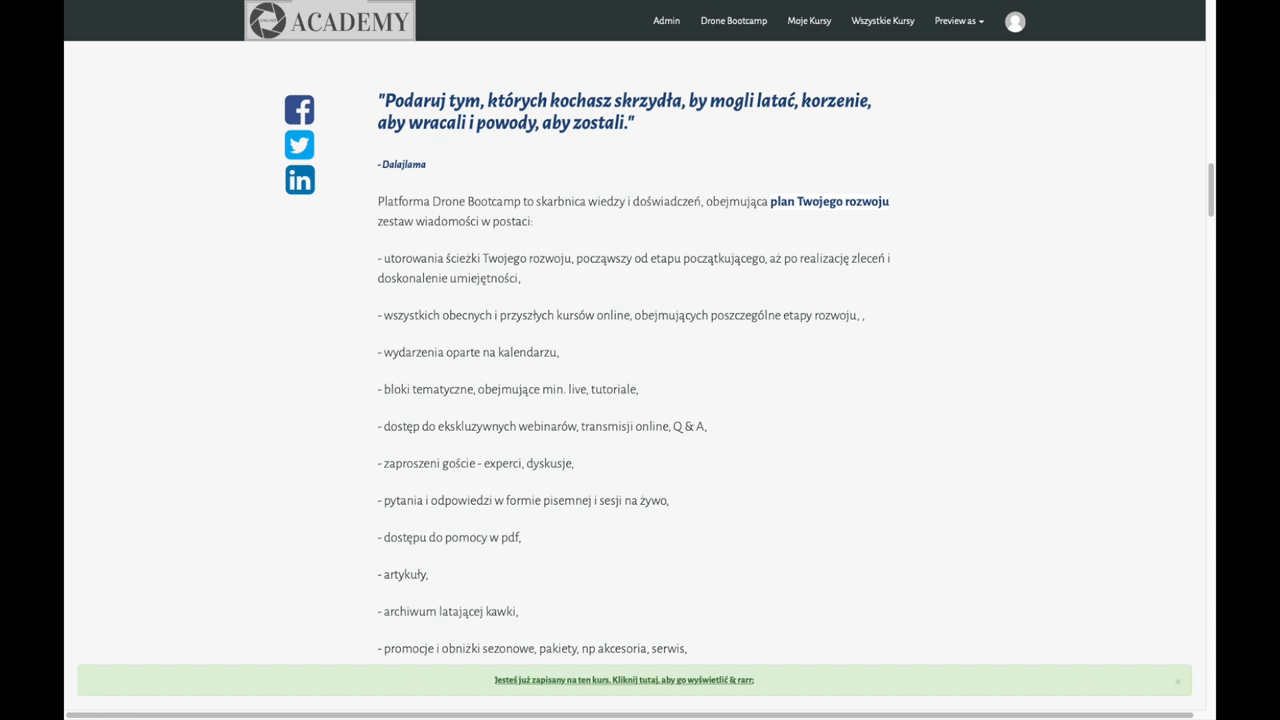 ONLINE ACADEMY
Admin Drone Bootcamp Moje Kursy Wszystkie Kursy Preview as
"Podaruj tym, których kochasz skrzydła, by mogli latać, korzenie,
aby wracali i powody, aby zostali."
- Dalajlama
Platforma Drone Bootcamp to skarbnica wiedzy i doświadczeń, obejmująca plan Twojego rozwoju
zestaw wiadomości w postaci:
- utorowania ścieżki Twojego rozwoju, począwszy od etapu początkującego, aż po realizację zleceń i
doskonalenie umiejętności,
- wszystkich obecnych i przyszłych kursów online, obejmujących poszczególne etapy rozwoju, ,
- wydarzenia oparte na kalendarzu,
- bloki tematyczne, obejmujące min. live, tutoriale,
- dostęp do ekskluzywnych webinarów, transmisji online, Q & A,
- zaproszeni goście - experci, dyskusje,
- pytania i odpowiedzi w formie pisemnej i sesji na żywo,
- dostępu do pomocy w pdf,
- artykuły,
- archiwum latającej kawki,
- promocje i obniżki sezonowe, pakiety, np akcesoria, serwis,
Jesteś już zapisany na ten kurs. Kliknij tutaj, aby go wyświetlić & rarr;